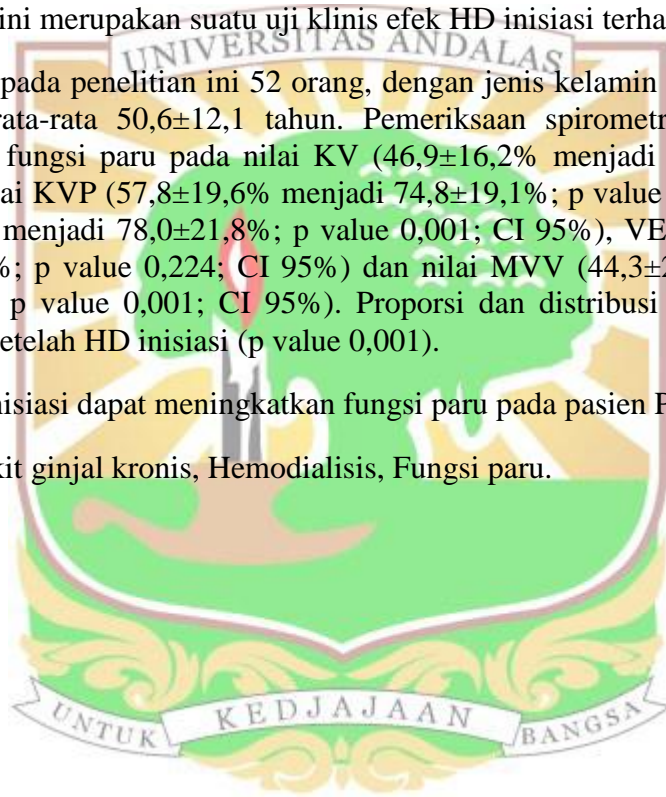 ini merupakan suatu uji klinis efek HD inisiasi terha
UNIVERSITAS ANDALAS
pada penelitian ini 52 orang, dengan jenis kelamin
rata-rata 50,6±12,1 tahun. Pemeriksaan spirometr
fungsi paru pada nilai KV (46,9±16,2% menjadi
ai KVP (57,8±19,6% menjadi 74,8±19,1%; p value
menjadi 78,0±21,8%; p value 0,001; CI 95%), VE
%; p value 0,224; CI 95%) dan nilai MVV (44,3±2
p value 0,001; CI 95%). Proporsi dan distribusi
setelah HD inisiasi (p value 0,001).
nisiasi dapat meningkatkan fungsi paru pada pasien P
kit ginjal kronis, Hemodialisis, Fungsi paru.
UNTUK KEDJAJAAN BANGSA